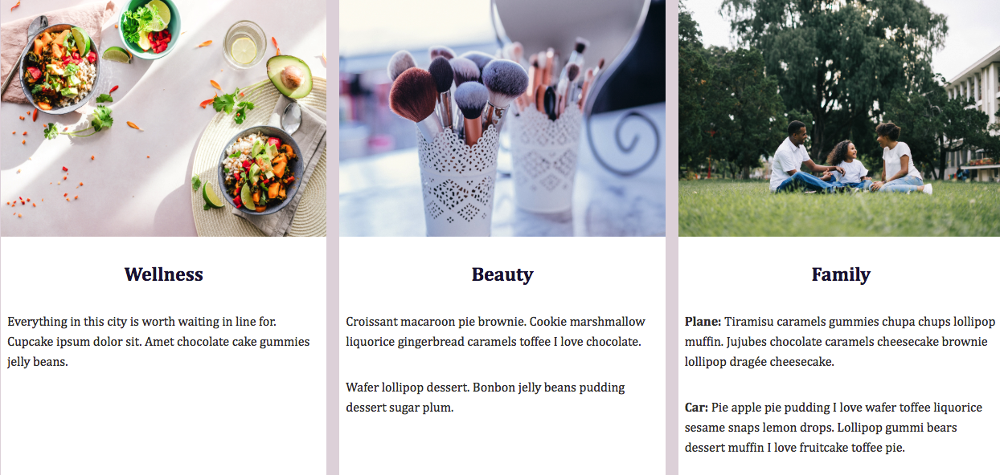 Wellness
Everything in this city is worth waiting in line for.
Cupcake ipsum dolor sit. Amet chocolate cake gummies
jelly beans.
Beauty
Croissant macaroon pie brownie. Cookie marshmallow
liquorice gingerbread caramels toffee I love chocolate.
Wafer lollipop dessert. Bonbon jelly beans pudding
dessert sugar plum.
Family
Plane: Tiramisu caramels gummies chupa chups lollipop
muffin. Jujubes chocolate caramels cheesecake brownie
lollipop dragée cheesecake.
Car: Pie apple pie pudding I love wafer toffee liquorice
sesame snaps lemon drops. Lollipop gummi bears
dessert muffin I love fruitcake toffee pie.